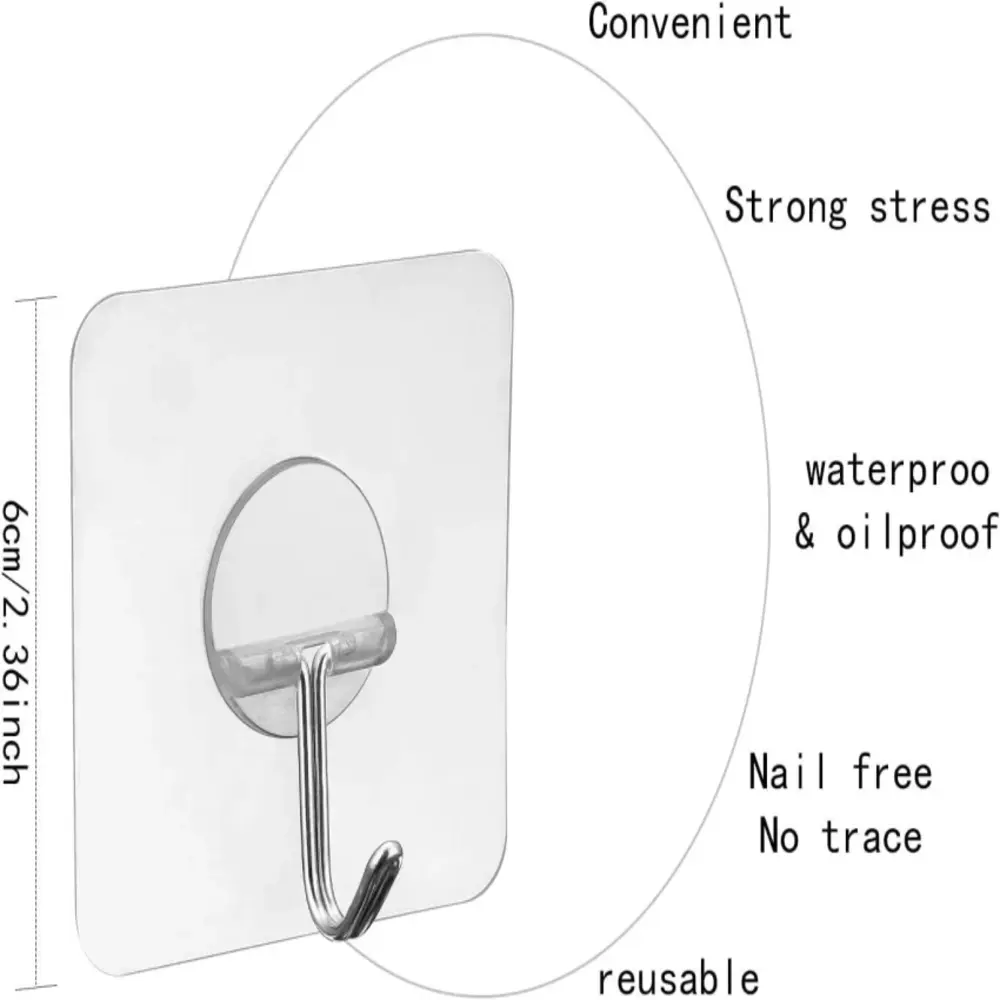 Convenient
Strong stress
waterproo
& oilproof
6cm/2.36inch
Nail free
No trace
reusable